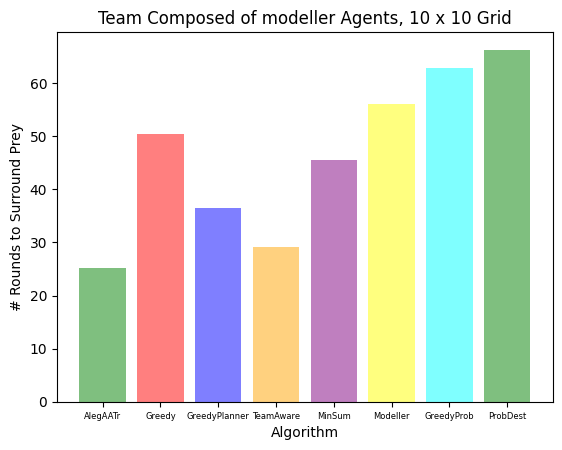 Team Composed of modeller Agents, 10 x 10 Grid
# Rounds to Surround Prey
60
50
40
30
20
10
0
AlegAATr Greedy GreedyPlanner TeamAware MinSum Modeller GreedyProb ProbDest
Algorithm